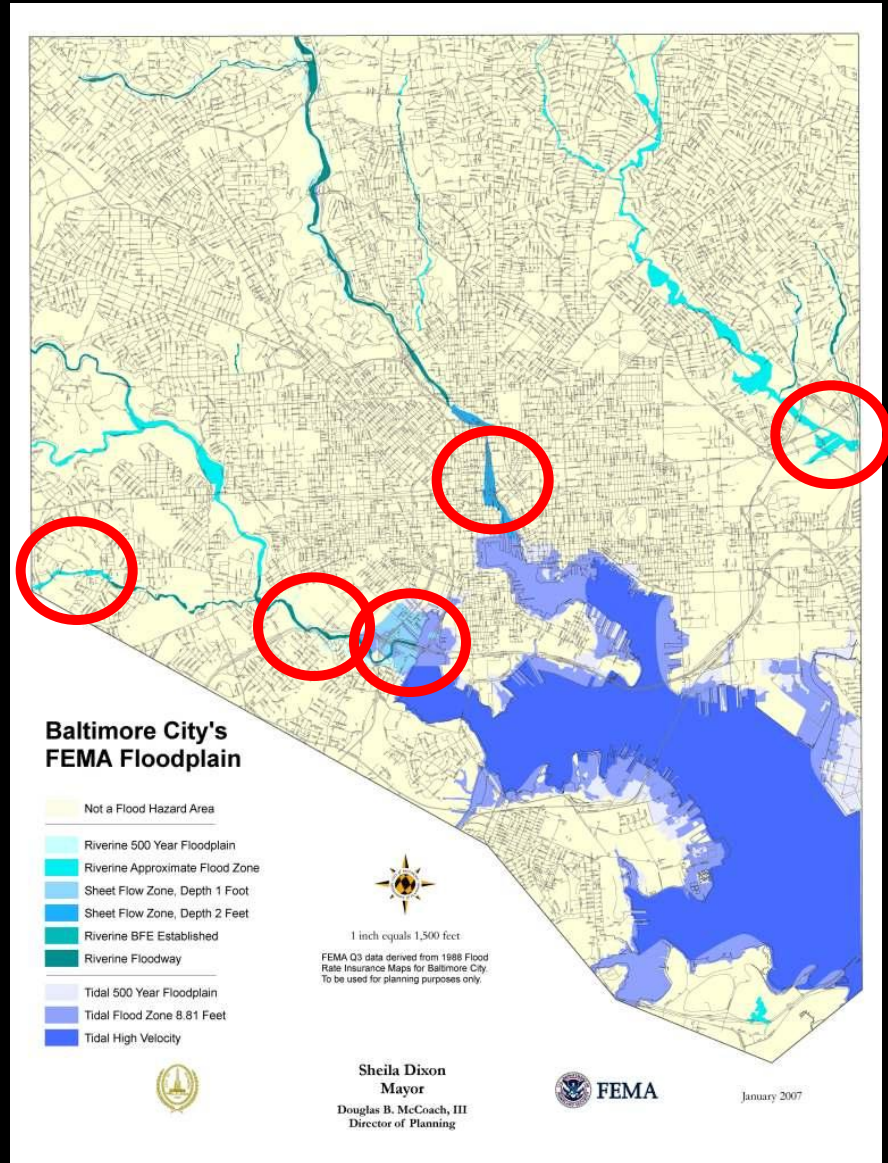 Baltimore City's
FEMA Floodplain
Not a Flood Hazard Area
Riverine 500 Year Floodplain
Riverine Approximate Flood Zone
Sheet Flow Zone, Depth 1 Foot
Sheet Flow Zone, Depth 2 Feet
Riverine BFE Established
Riverine Floodway
Tidal 500 Year Floodplain
Tidal Flood Zone 8.81 Feet
Tidal High Velocity
1 inch equals 1,500 feet
FEMA Q3 data derived from 1988 Flood
Rate Insurance Maps for Baltimore City.
To be used for planning purposes only.
Sheila Dixon
Mayor
Douglas B. McCoach, III
Director of Planning
FEMA
January 2007